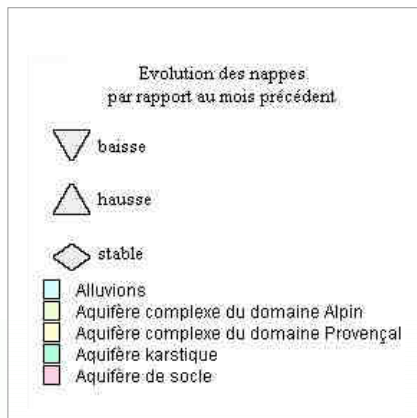 Evolution des nappes
par rapport au mois précédent
baisse
hausse
stable
Alluvions
Aquifère complexe du domaine Alpin
Aquifère complexe du domaine Provençal
Aquifère karstique
Aquifère de socle